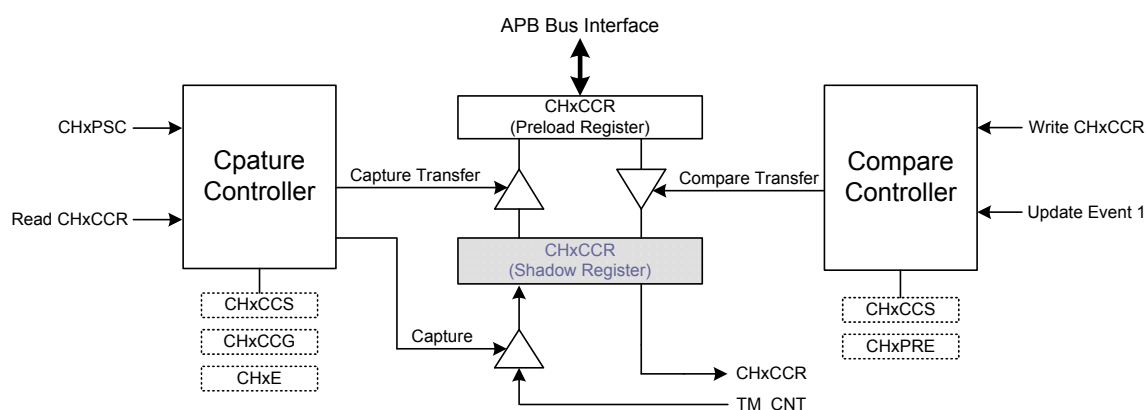 APB Bus Interface
CHxCCR
(Preload Register)
CHxPSC
Read CHxCCR
Cpature
Controller
Capture Transfer
Compare Transfer
Compare
Controller
Write CHxCCR
Update Event 1
CHxCCR
(Shadow Register)
CHxCCS
CHxCCG
CHxE
Capture
CHxCCS
CHxPRE
CHxCCR
TM_CNT